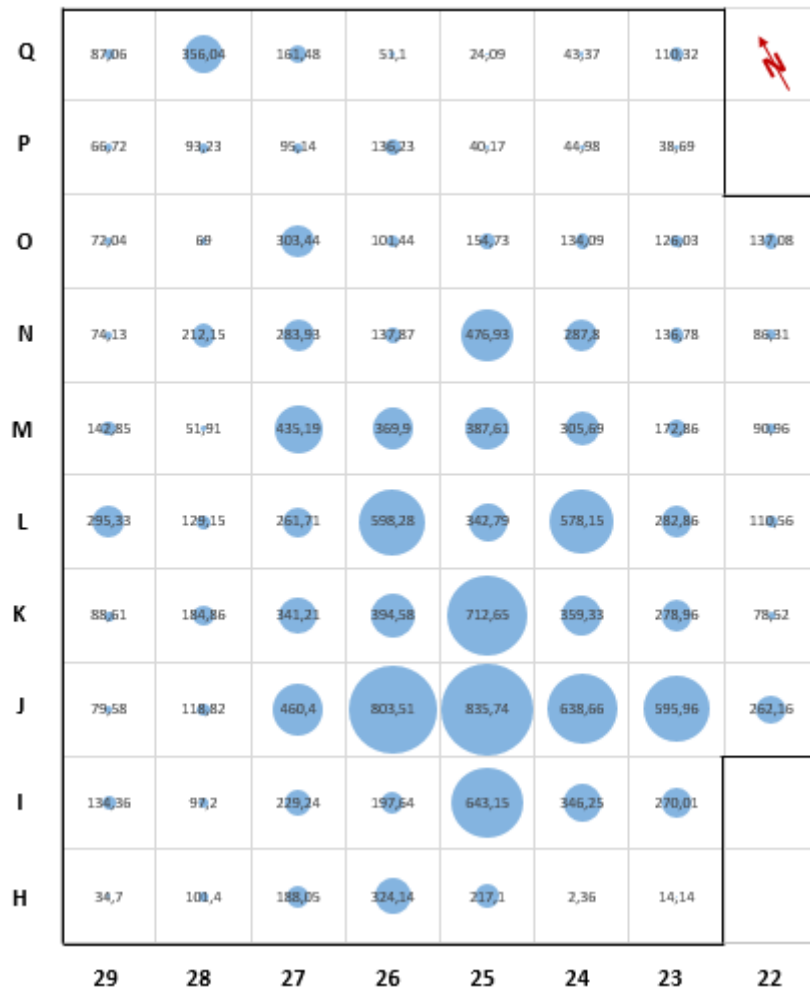 Q 87,06 356,04 161,48 51,1 24,09 43,37 110,32 N
P 66,72 93,23 95,14 136,23 40,17 44,98 38,69
O 72,04 69 303,44 101,44 154,73 134,09 126,03 137,08
N 74,13 212,15 283,93 137,87 476,93 287,8 136,78 86,31
M 142,85 51,91 435,19 369,9 387,61 305,69 172,86 90,96
L 295,33 129,15 261,71 598,28 342,79 578,15 282,86 110,56
K 88,61 184,86 341,21 394,58 712,65 359,33 278,96 78,52
J 79,58 118,82 460,4 803,51 835,74 638,66 595,96 262,16
I 134,36 97,2 229,24 197,64 643,15 346,25 270,01
H 34,7 101,4 188,05 324,14 217,1 2,36 14,14
29 28 27 26 25 24 23 22